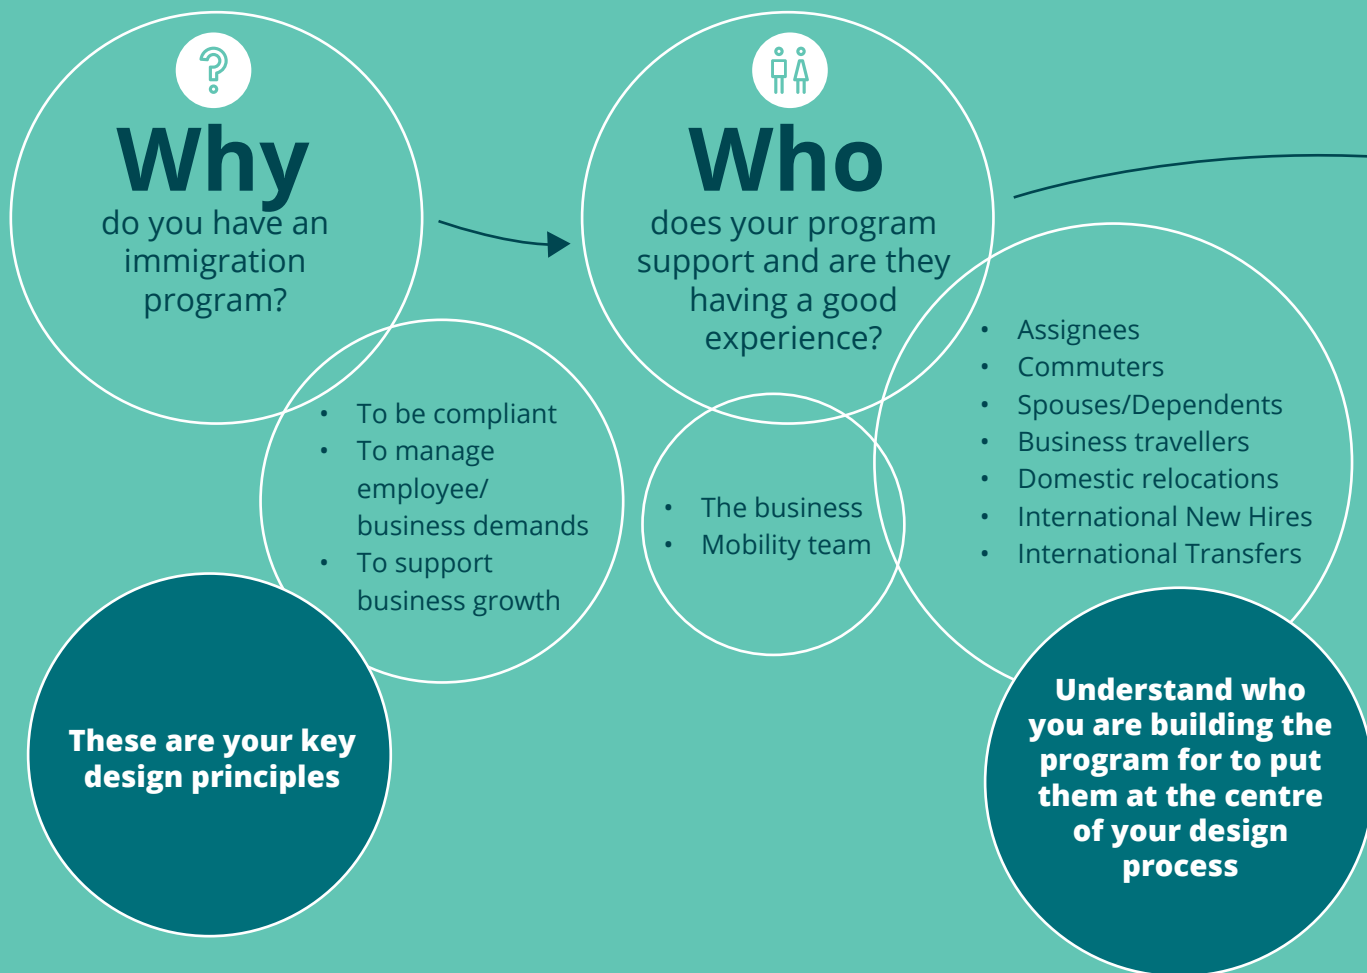 Why
do you have an
immigration
program?
• To be compliant
• To manage
employee/
business demands
• To support
business growth
These are your key
design principles
Who
does your program
support and are they
having a good
experience?
• The business
• Mobility team
• Assignees
• Commuters
• Spouses/Dependents
• Business travellers
• Domestic relocations
• International New Hires
• International Transfers
Understand who
you are building the
program for to put
them at the centre
of your design
process